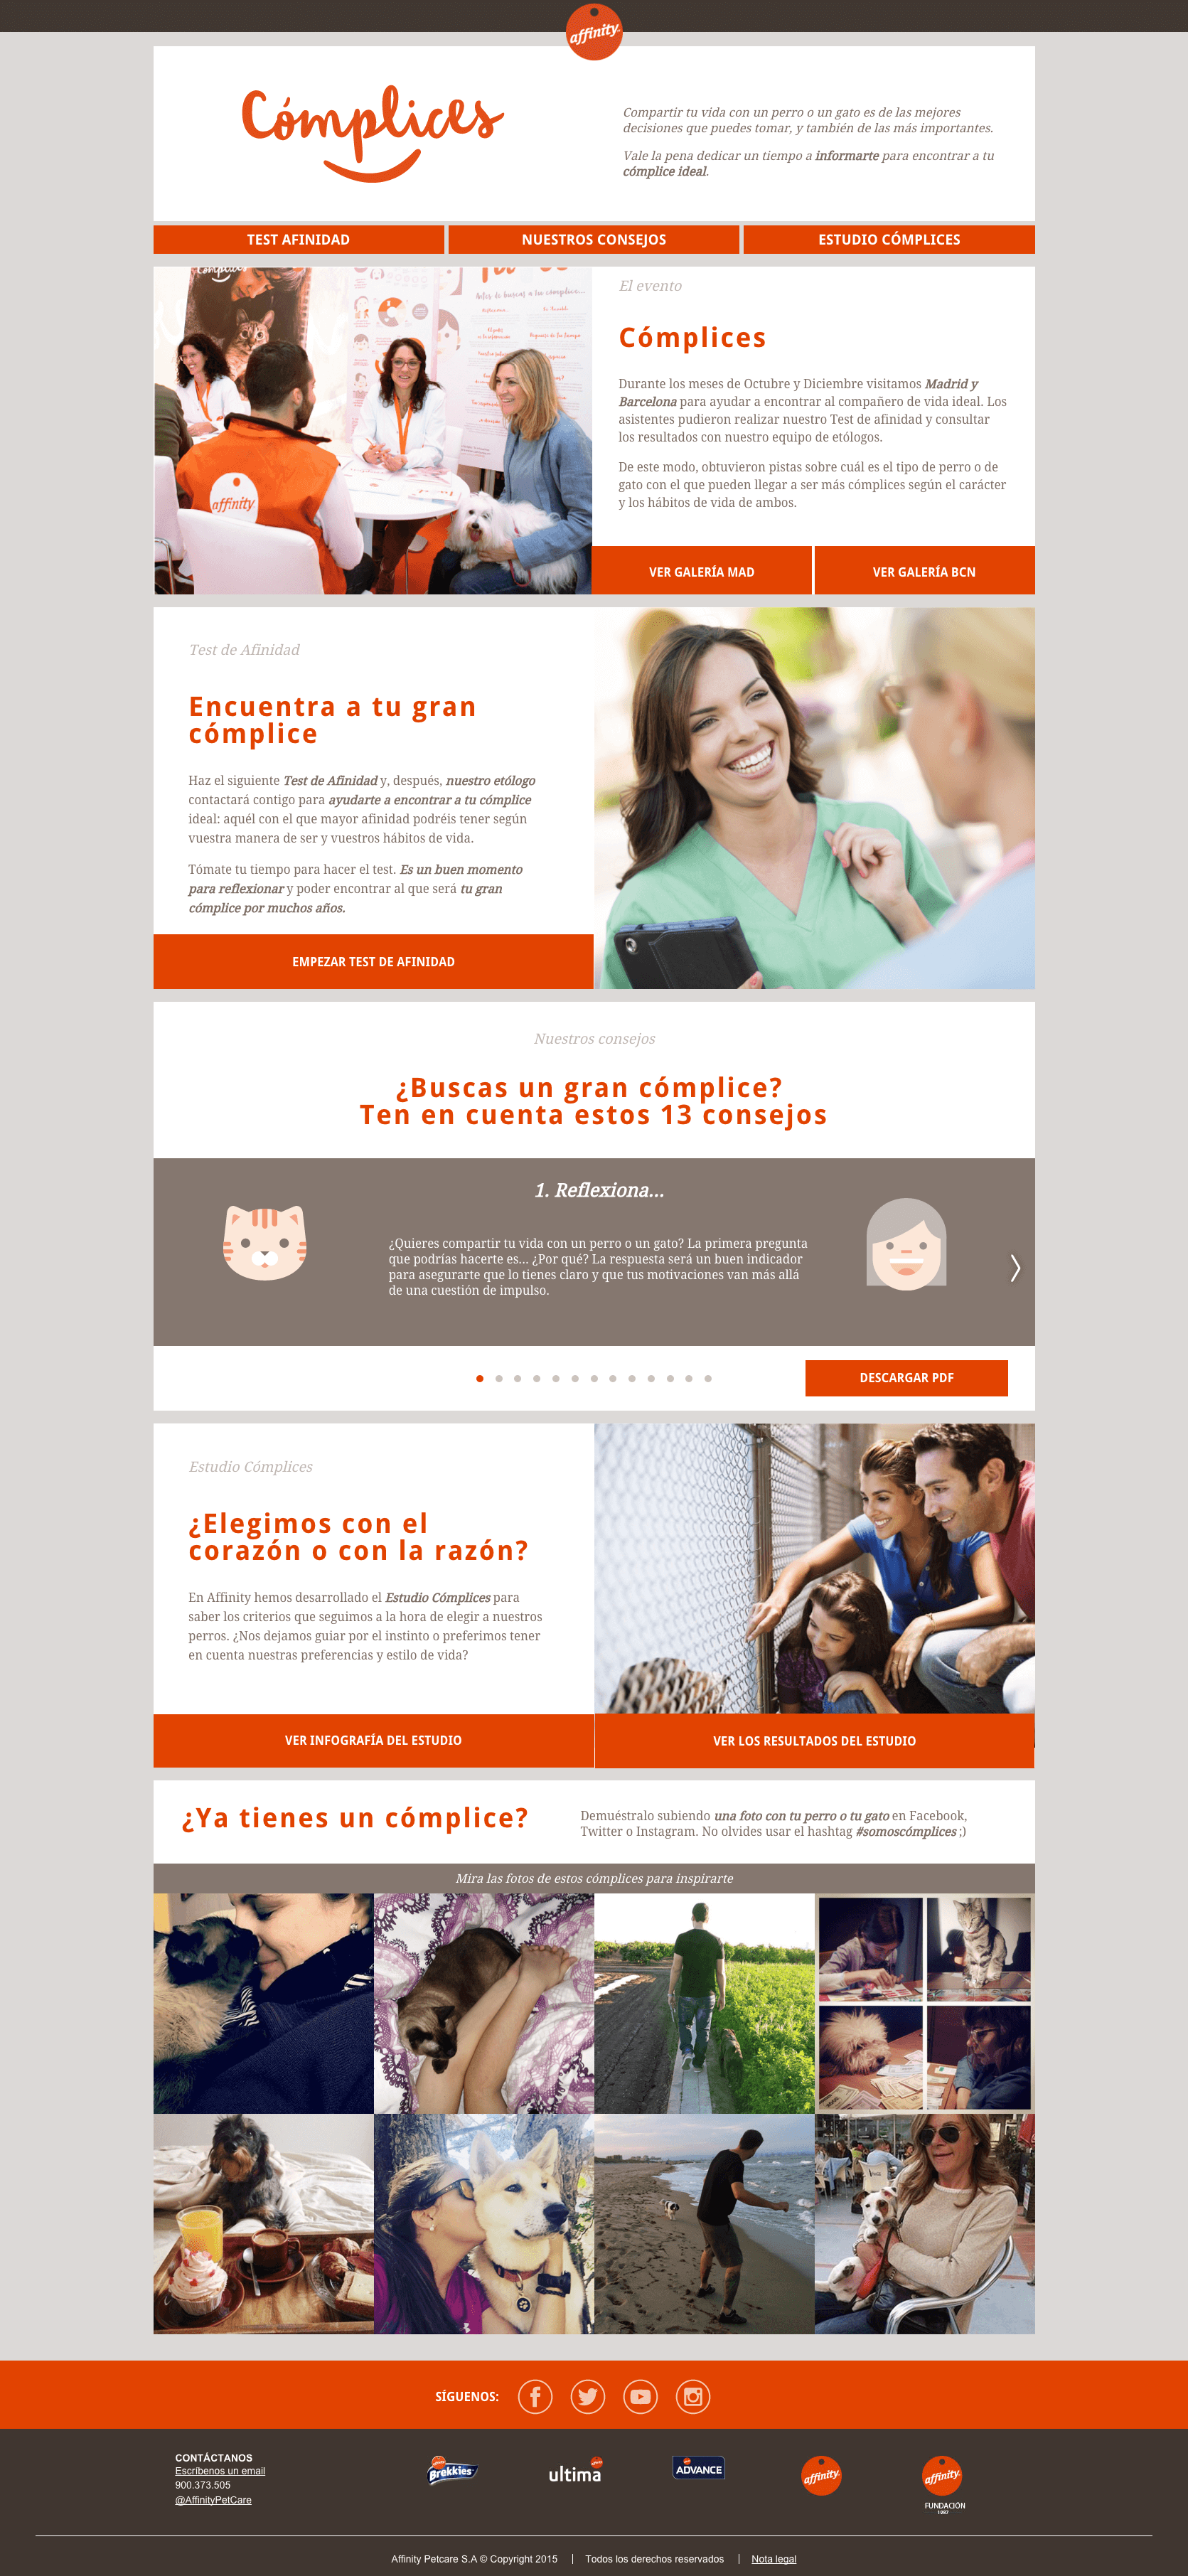 affinity
Cómplices
Compartir tu vida con un perro o un gato es de las mejores
decisiones que puedes tomar, y también de las más importantes.
Vale la pena dedicar un tiempo a informarte para encontrar a tu
cómplice ideal.
TEST AFINIDAD
NUESTROS CONSEJOS
ESTUDIO CÓMPLICES
Cómplices
affinity
El evento
Cómplices
Durante los meses de Octubre y Diciembre visitamos Madrid y
Barcelona para ayudar a encontrar al compañero de vida ideal. Los
asistentes pudieron realizar nuestro Test de afinidad y consultar
los resultados con nuestro equipo de etólogos.
De este modo, obtuvieron pistas sobre cuál es el tipo de perro o de
gato con el que pueden llegar a ser más cómplices según el carácter
y los hábitos de vida de ambos.
VER GALERÍA MAD
VER GALERÍA BCN
Test de Afinidad
Encuentra a tu gran
cómplice
Haz el siguiente Test de Afinidad y, después, nuestro etólogo
contactará contigo para ayudarte a encontrar a tu cómplice
ideal: aquél con el que mayor afinidad podréis tener según
vuestra manera de ser y vuestros hábitos de vida.
Tómate tu tiempo para hacer el test. Es un buen momento
para reflexionar y poder encontrar al que será tu gran
cómplice por muchos años.
EMPEZAR TEST DE AFINIDAD
Nuestros consejos
¿Buscas un gran cómplice?
Ten en cuenta estos 13 consejos
1. Reflexiona...
¿Quieres compartir tu vida con un perro o un gato? La primera pregunta
que podrías hacerte es... ¿Por qué? La respuesta será un buen indicador
para asegurarte que lo tienes claro y que tus motivaciones van más allá
de una cuestión de impulso.
DESCARGAR PDF
Estudio Cómplices
¿Elegimos con el
corazón o con la razón?
En Affinity hemos desarrollado el Estudio Cómplices para
saber los criterios que seguimos a la hora de elegir a nuestros
perros. ¿Nos dejamos guiar por el instinto o preferimos tener
en cuenta nuestras preferencias y estilo de vida?
VER INFOGRAFÍA DEL ESTUDIO
VER LOS RESULTADOS DEL ESTUDIO
¿Ya tienes un cómplice?
Demuéstralo subiendo una foto con tu perro o tu gato en Facebook,
Twitter o Instagram. No olvides usar el hashtag #somoscómplices ;)
Mira las fotos de estos cómplices para inspirarte
SÍGUENOS:
CONTÁCTANOS
Escríbenos un email
900.373.505
@AffinityPetCare
Brekkies
ultima
ADVANCE
affinity
affinity
FUNDACIÓN
1987
Affinity Petcare S.A © Copyright 2015 | Todos los derechos reservados | Nota legal